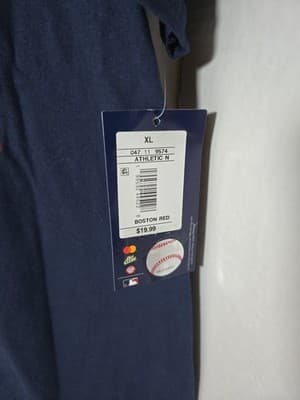 XL
047 11 9574
ATHLETIC N
BOSTON RED
$19.99